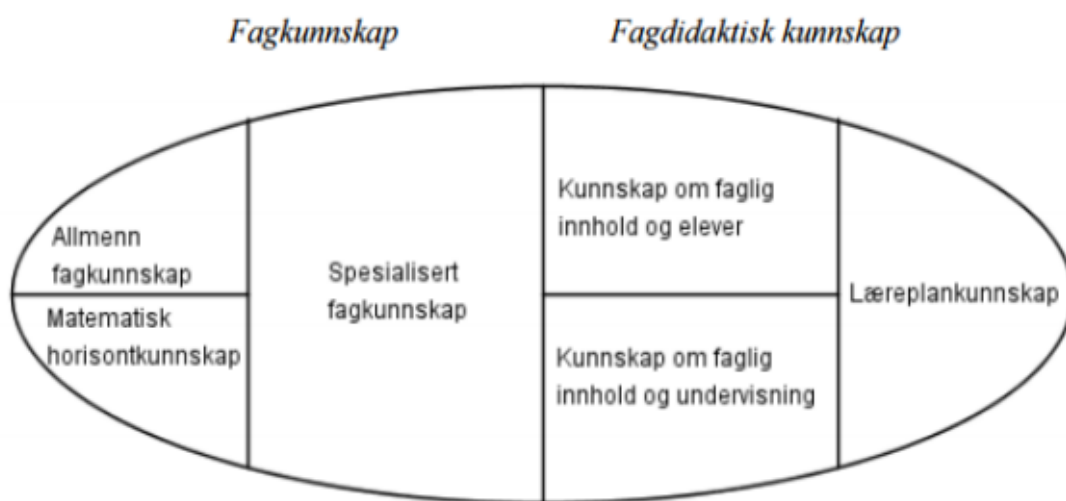 Fagkunnskap
Fagdidaktisk kunnskap
Allmenn
fagkunnskap
Matematisk
horisontkunnskap
Spesialisert
fagkunnskap
Kunnskap om faglig
innhold og elever
Kunnskap om faglig
innhold og undervisning
Læreplankunnskap